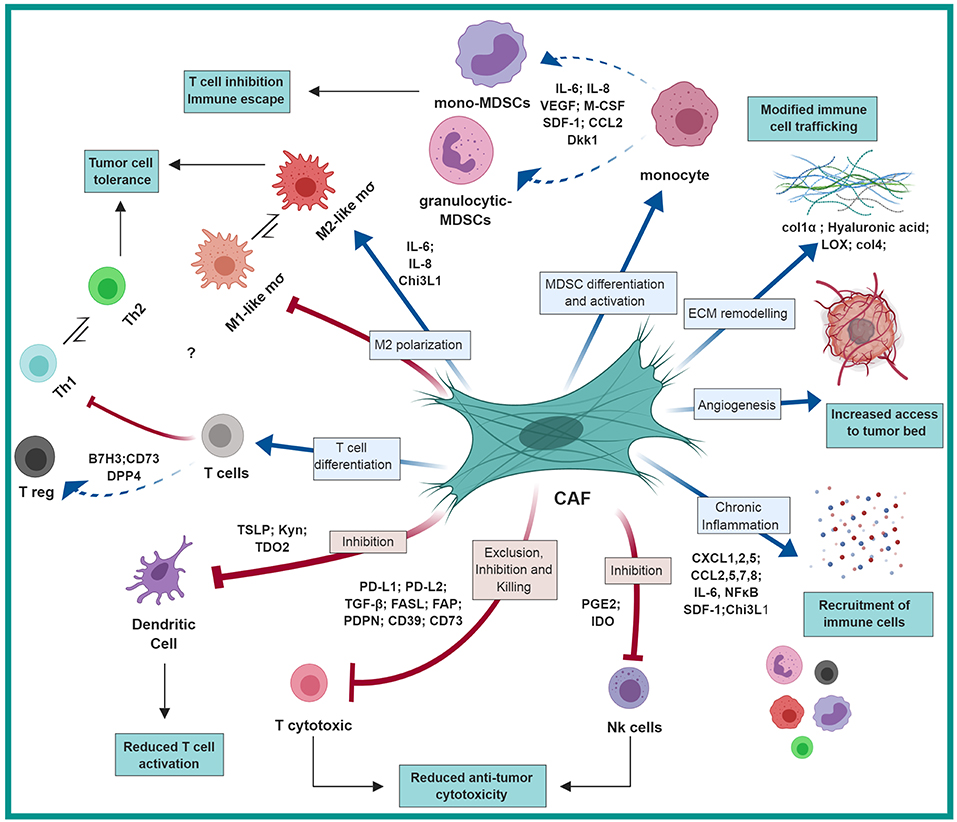 T cell inhibition
Immune escape
mono-MDSCs
IL-6; IL-8
VEGF; M-CSF
SDF-1; CCL2
Dkk1
granulocytic-
MDSCs
monocyte
Modified immune
cell trafficking
col1α ; Hyaluronic acid;
LOX; col4;
Tumor cell
tolerance
M2-like mσ
M1-like mσ
IL-6;
IL-8
Chi3L1
MDSC differentiation
and activation
ECM remodelling
M2 polarization
Th2
Th1
?
Angiogenesis
Increased access
to tumor bed
T cell
differentiation
T cells
B7H3;CD73
DPP4
T reg
CAF
Chronic
Inflammation
TSLP; Kyn;
TDO2
Inhibition
Exclusion,
Inhibition and
Killing
Inhibition
CXCL1,2,5;
CCL2,5,7,8;
IL-6, NFκB
SDF-1;Chi3L1
PD-L1; PD-L2;
TGF-β; FASL; FAP;
PDPN; CD39; CD73
PGE2;
IDO
Recruitment of
immune cells
Dendritic
Cell
T cytotoxic
Nk cells
Reduced T cell
activation
Reduced anti-tumor
cytotoxicity